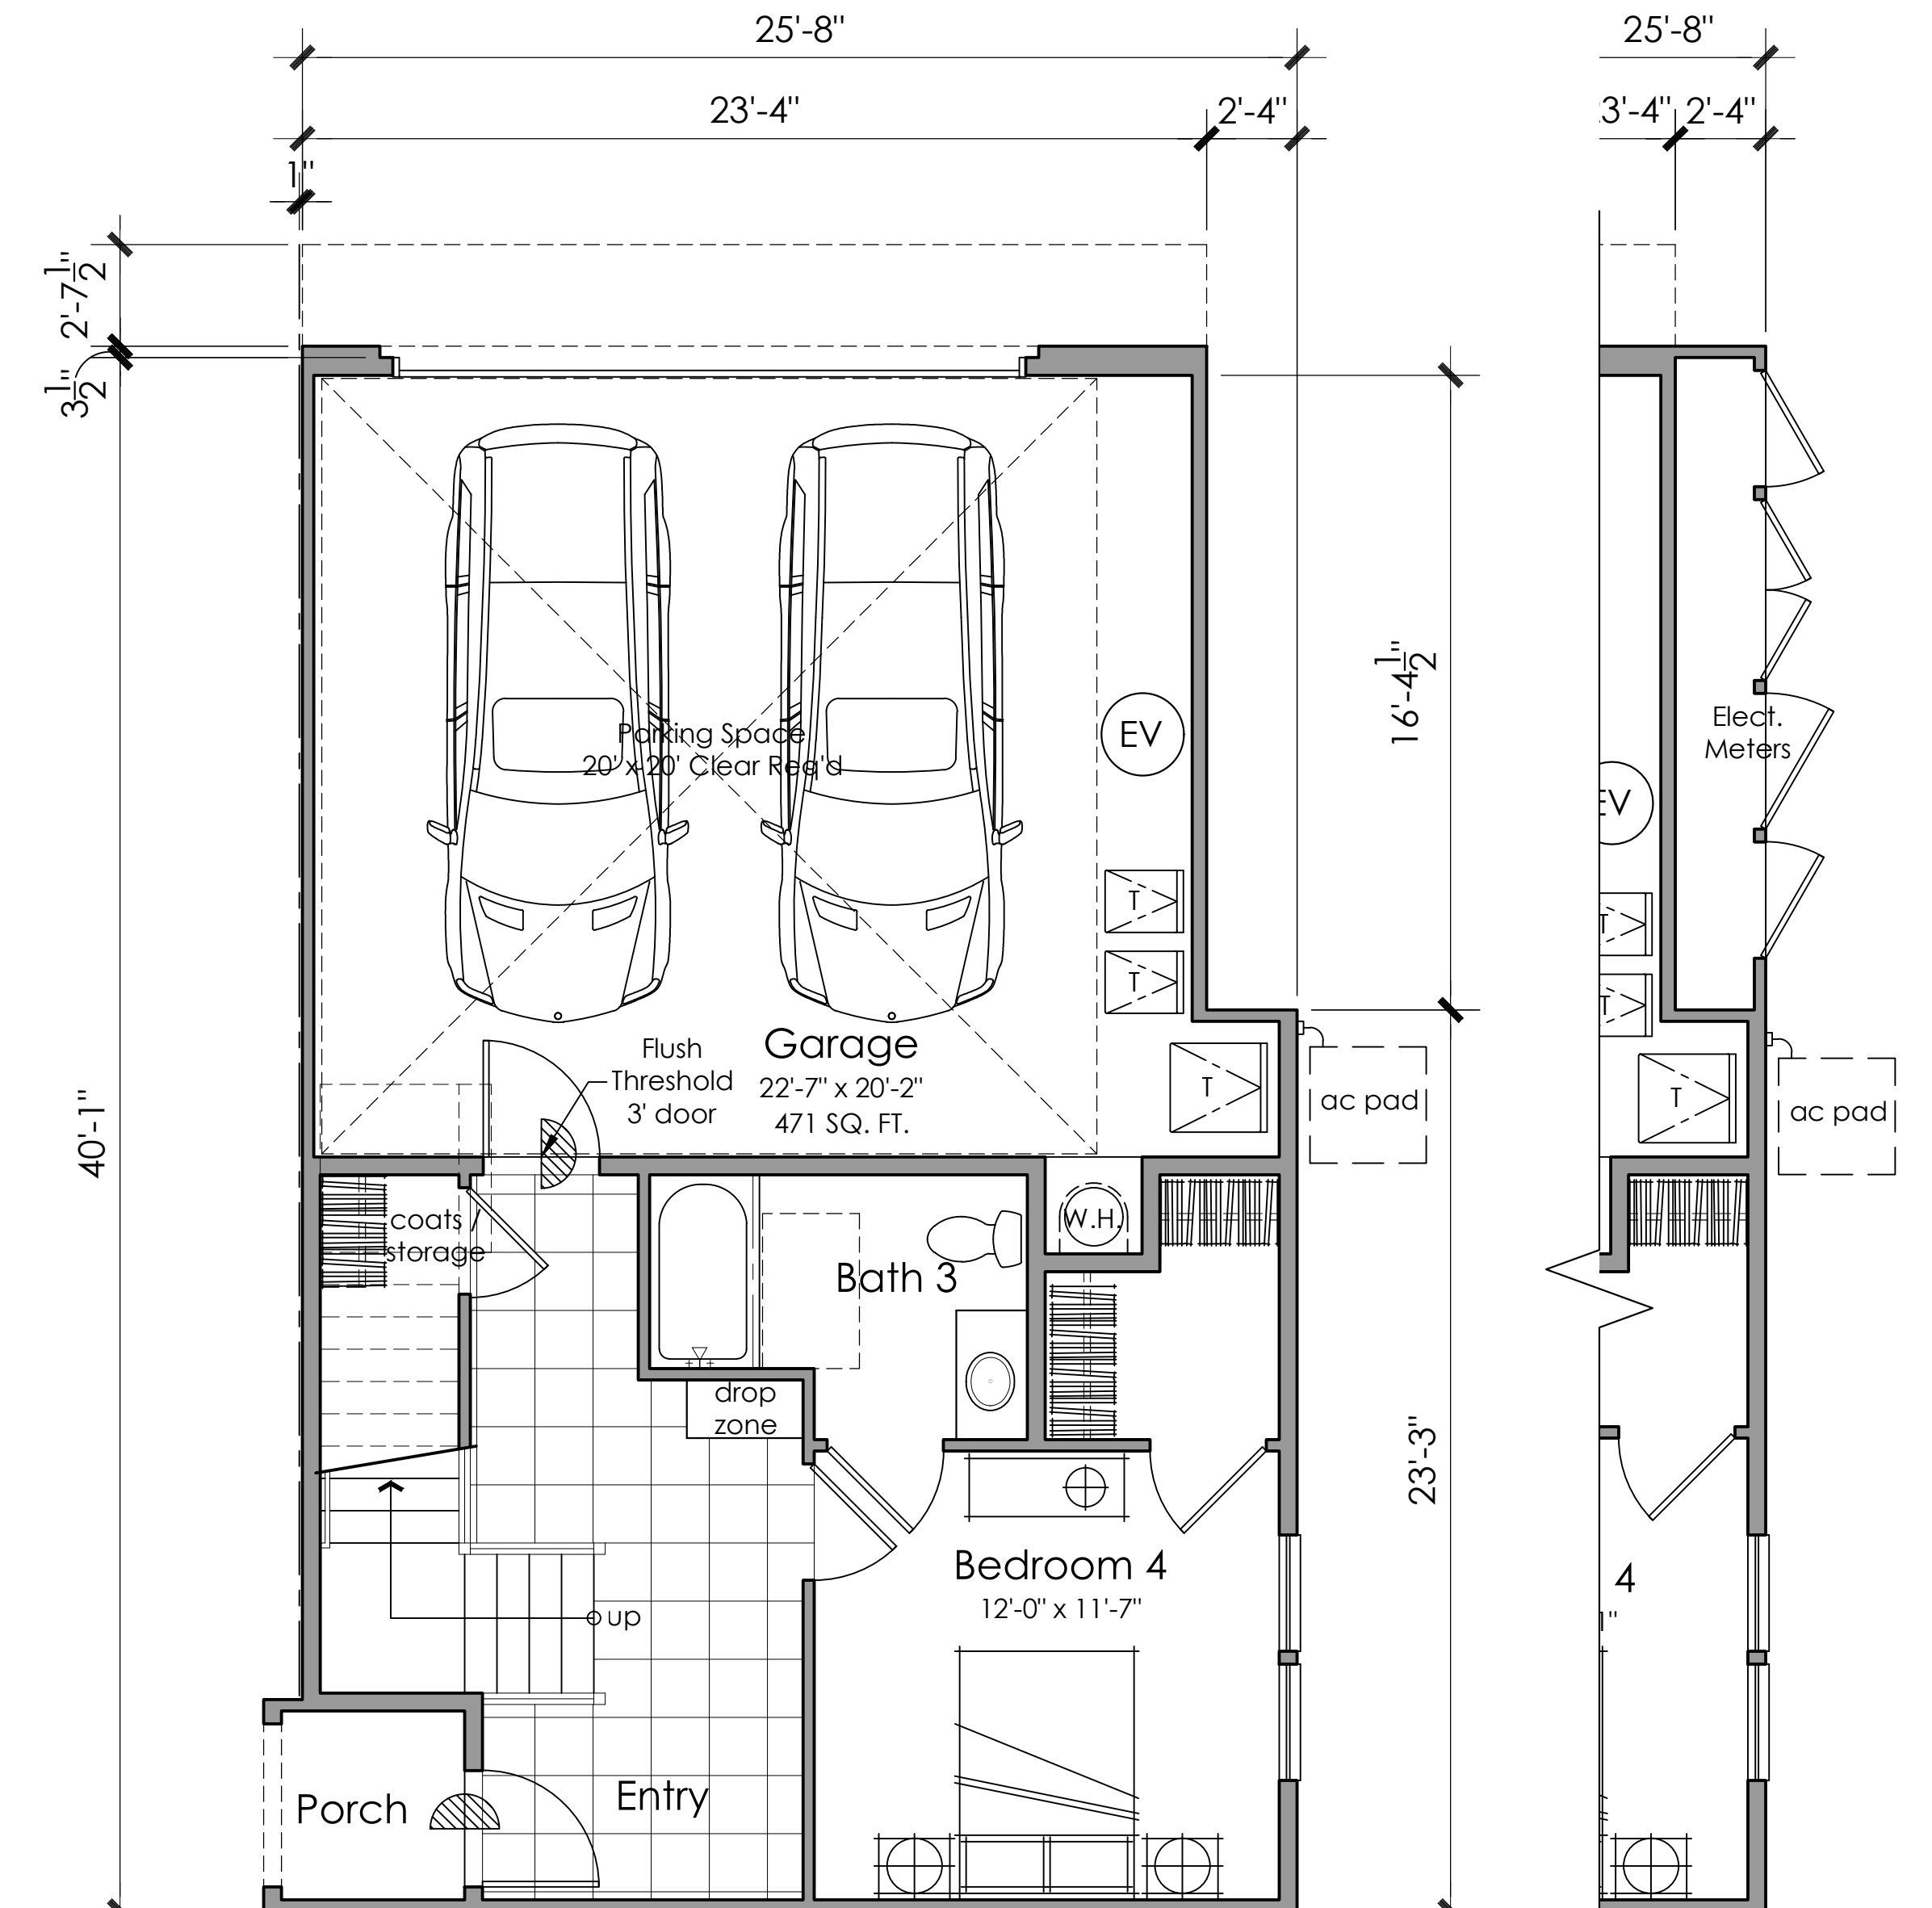 25'-8"
25'-8"
23'-4"
2'-4"
3'-4"
2'-4"
1"
2'-7 1/2"
3 1/2"
Parking Space
20' x 20' Clear Req'd
EV
16'-4 1/2"
Elect.
Meters
EV
T
T
T
T
Garage
22'-7" x 20'-2"
471 SQ. FT.
Flush
Threshold
3' door
T
ac pad
T
ac pad
40'-1"
coats /
storage
W.H.
Bath 3
drop
zone
23'-3"
Bedroom 4
12'-0" x 11'-7"
4
1"
up
Porch
Entry